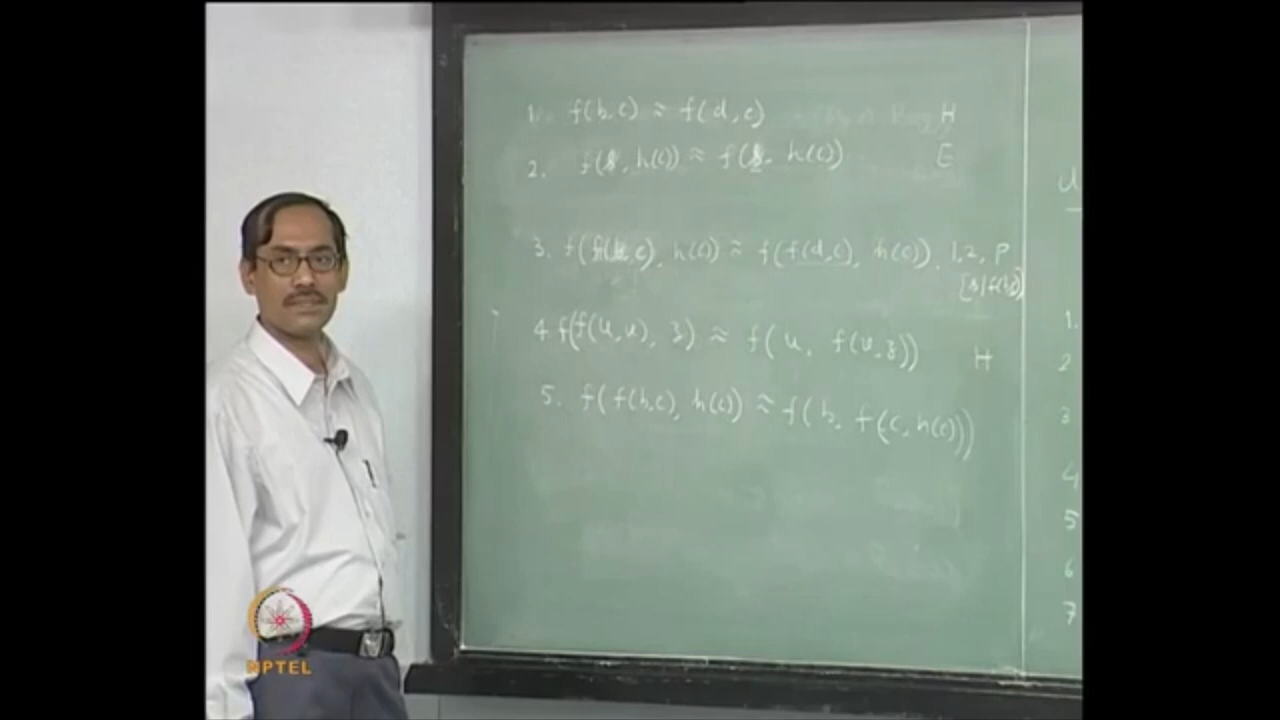 1. f(b,c) ≈ f(d,c) H
2. f(z, h(c)) ≈ f(z, h(c)) E
3. f(f(b,c), h(c)) ≈ f(f(d,c), h(c)). 1,2, P
[z/f(b,c)]
4. f(f(u,v), z) ≈ f(u, f(v,z)) H
5. f(f(b,c), h(c)) ≈ f(b, f(c, h(c)))
U
1.
2
3
4
5
6
7
NPTEL